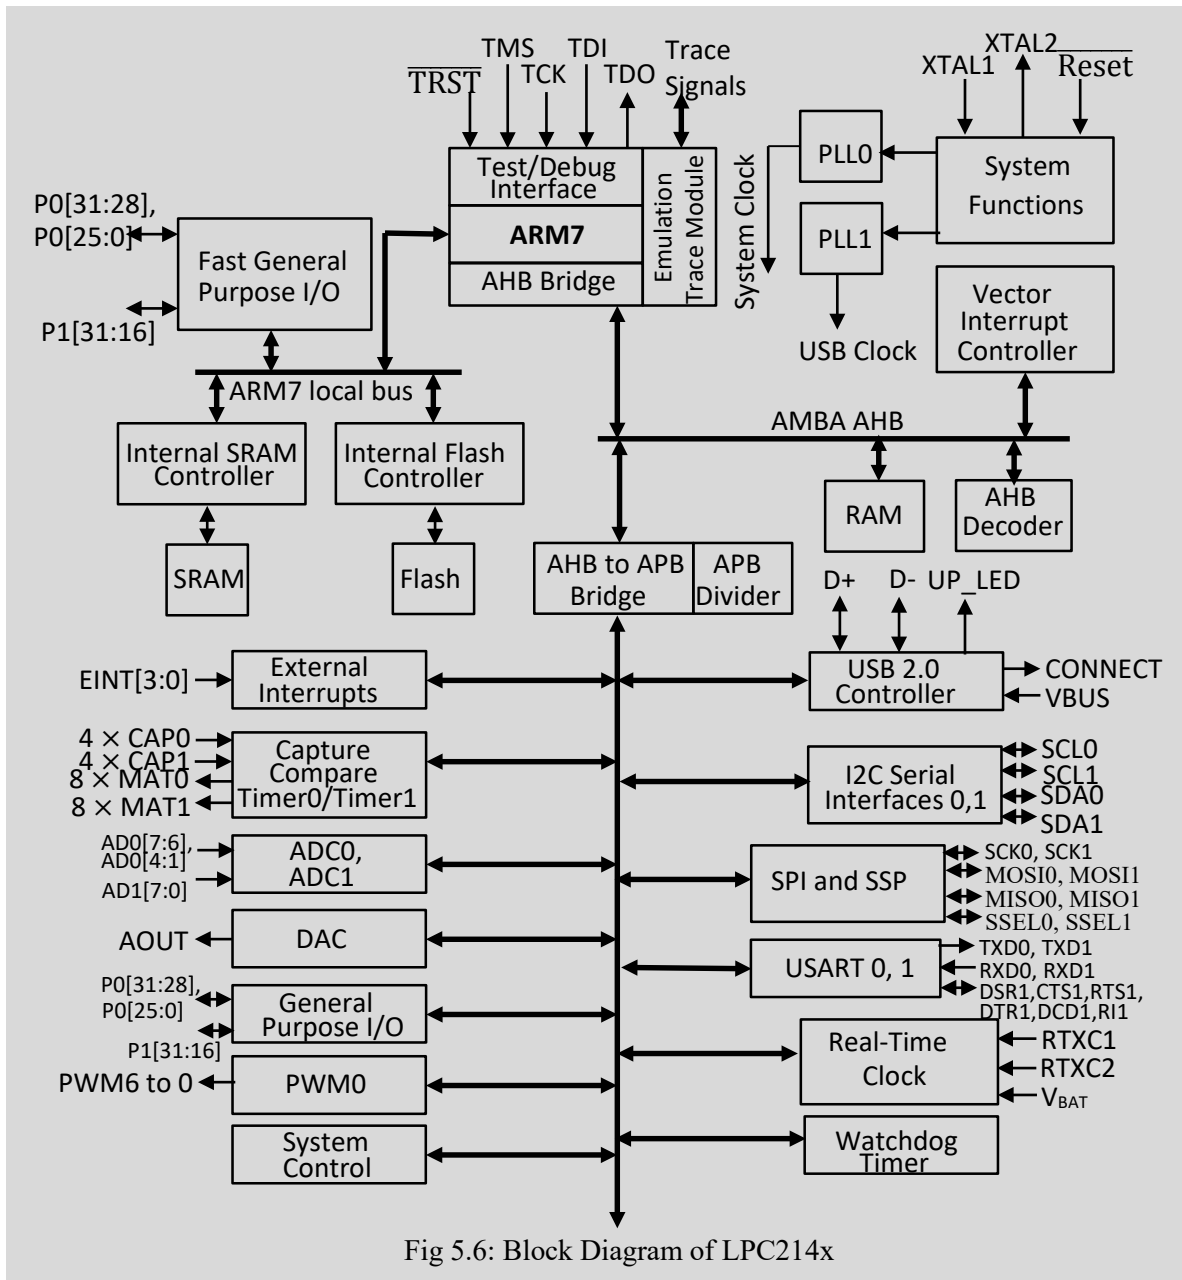 TMS
TDI
Trace
TRST
TCK
TDO
Signals
XTAL2
XTAL1
Reset
Test/Debug
Interface
ARM7
AHB Bridge
Emulation
Trace Module
System Clock
PLL0
PLL1
USB Clock
System
Functions
P0[31:28],
P0[25:0]
P1[31:16]
Fast General
Purpose I/O
Vector
Interrupt
Controller
ARM7 local bus
AMBA AHB
Internal SRAM
Controller
Internal Flash
Controller
SRAM
Flash
RAM
AHB
Decoder
AHB to APB
Bridge
APB
Divider
D+
D-
UP_LED
EINT[3:0]
External
Interrupts
USB 2.0
Controller
CONNECT
VBUS
4 × CAP0
4 × CAP1
8 × MAT0
8 × MAT1
Capture
Compare
Timer0/Timer1
I2C Serial
Interfaces 0,1
SCL0
SCL1
SDA0
SDA1
AD0[7:6],
AD0[4:1]
AD1[7:0]
ADC0,
ADC1
SPI and SSP
SCK0, SCK1
MOSI0, MOSI1
MISO0, MISO1
SSEL0, SSEL1
AOUT
DAC
USART 0, 1
TXD0, TXD1
RXD0, RXD1
DSR1,CTS1,RTS1,
DTR1,DCD1,RI1
P0[31:28],
P0[25:0]
P1[31:16]
General
Purpose I/O
Real-Time
Clock
RTXC1
RTXC2
VBAT
PWM6 to 0
PWM0
System
Control
Watchdog
Timer
Fig 5.6: Block Diagram of LPC214x